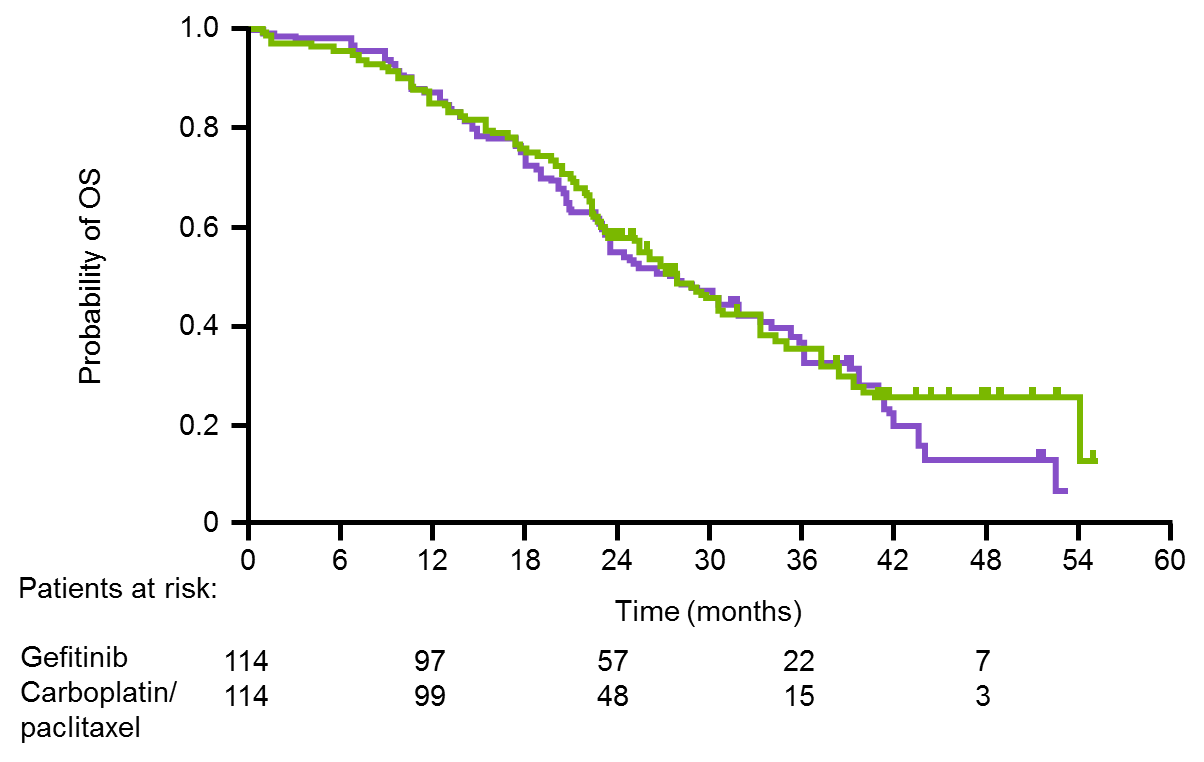 1.0
0.8
0.6
0.4
0.2
0
Probability of OS
0 6 12 18 24 30 36 42 48 54 60
Patients at risk:
Time (months)
Gefitinib 114 97 57 22 7
Carboplatin/ 114 99 48 15 3
paclitaxel